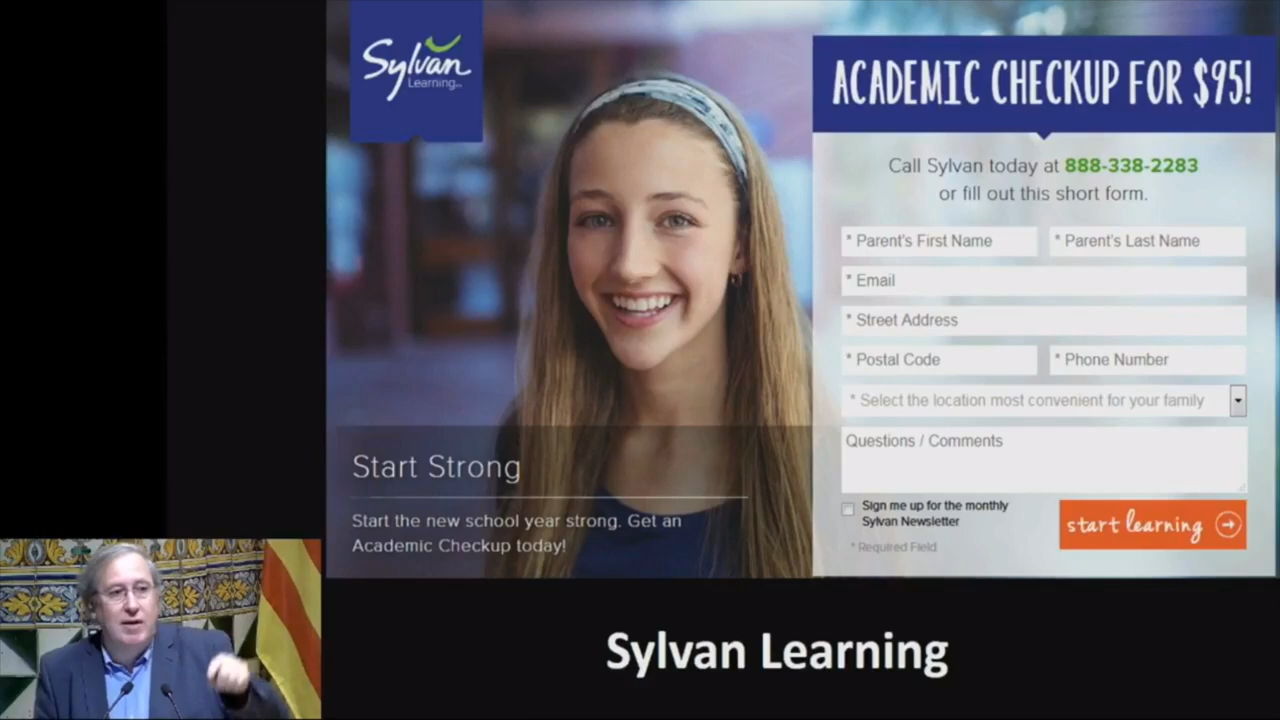 Sylvan
Learning
ACADEMIC CHECKUP FOR $95!
Call Sylvan today at 888-338-2283
or fill out this short form.
* Parent's First Name
* Parent's Last Name
* Email
* Street Address
* Postal Code
* Phone Number
* Select the location most convenient for your family
Questions / Comments
Sign me up for the monthly
Sylvan Newsletter
* Required Field
start learning
Start Strong
Start the new school year strong. Get an
Academic Checkup today!
Sylvan Learning